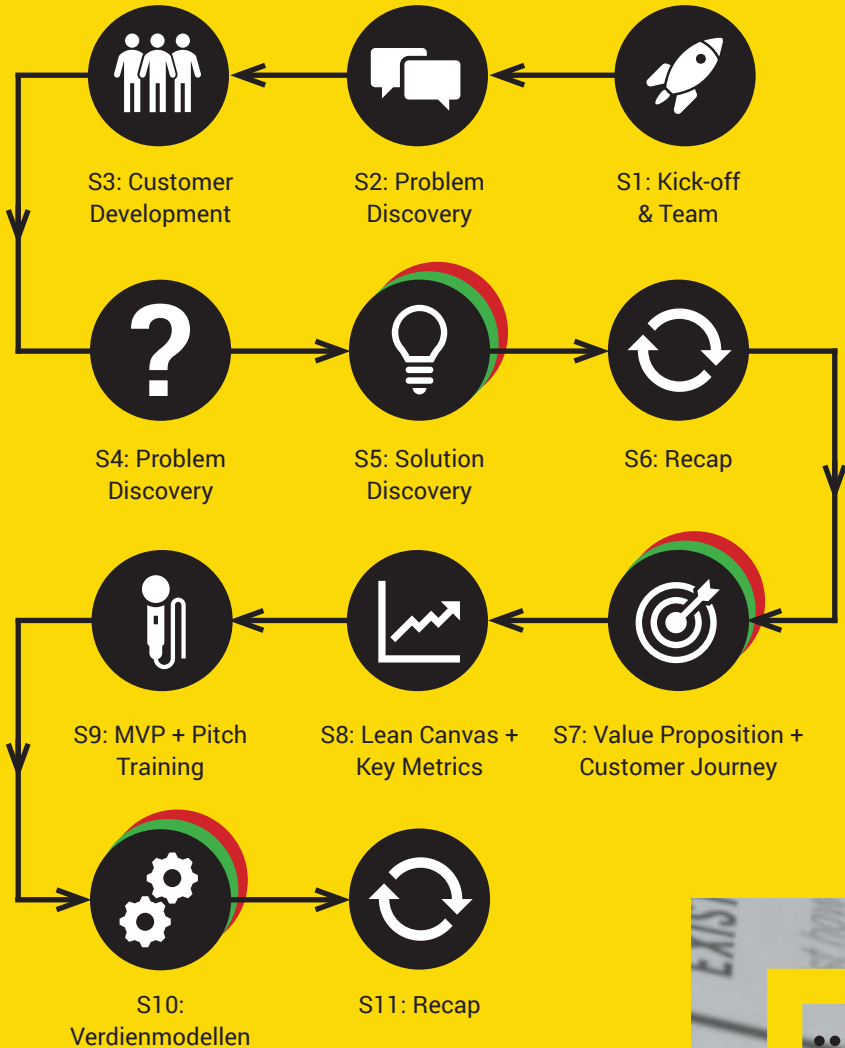 S3: Customer
Development
S2: Problem
Discovery
S1: Kick-off
& Team
S4: Problem
Discovery
S5: Solution
Discovery
S6: Recap
S9: MVP + Pitch
Training
S8: Lean Canvas +
Key Metrics
S7: Value Proposition +
Customer Journey
S10:
Verdienmodellen
S11: Recap